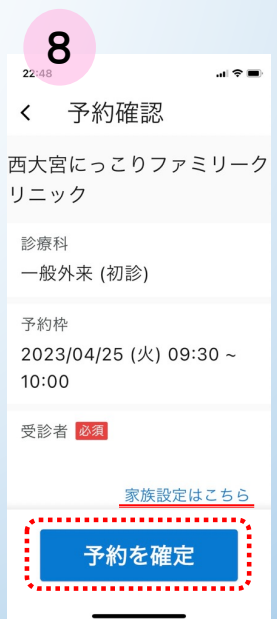 8
22:48
予約確認
西大宮にっこりファミリーク
リニック
診療科
一般外来 (初診)
予約枠
2023/04/25 (火) 09:30 ~
10:00
受診者 必須
家族設定はこちら
予約を確定